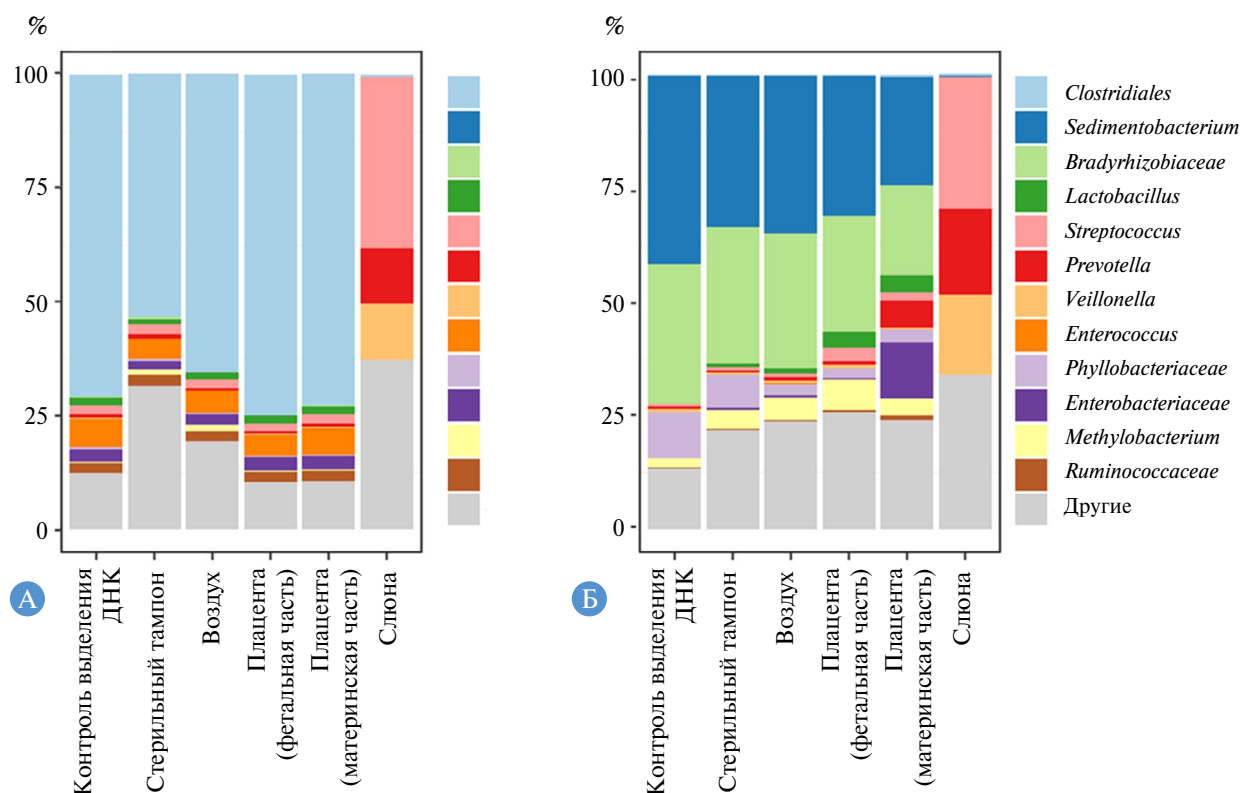 %
100
75
50
25
0
А
Контроль выделения
ДНК
Стерильный тампон
Воздух
Плацента
(фетальная часть)
Плацента
(материнская часть)
Слюна
%
100
75
50
25
0
Б
Контроль выделения
ДНК
Стерильный тампон
Воздух
Плацента
(фетальная часть)
Плацента
(материнская часть)
Слюна
Clostridiales
Sedimentobacterium
Bradyrhizobiaceae
Lactobacillus
Streptococcus
Prevotella
Veillonella
Enterococcus
Phyllobacteriaceae
Enterobacteriaceae
Methylobacterium
Ruminococcaceae
Другие